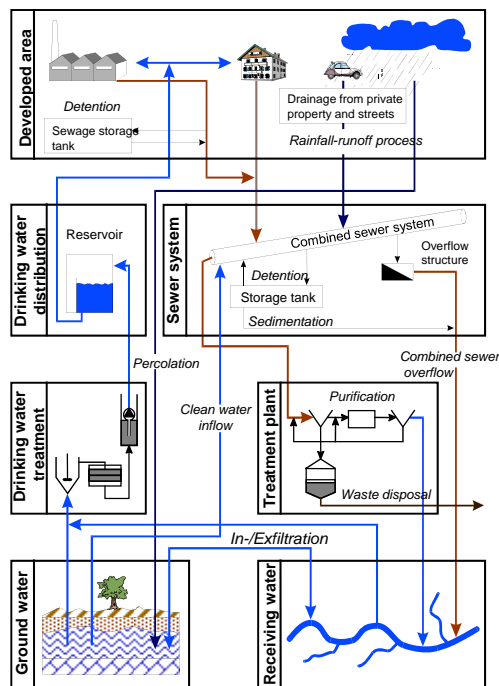 Developed area
Detention
Sewage storage
tank
Drainage from private
property and streets
Rainfall-runoff process
Drinking water
distribution
Reservoir
Sewer system
Combined sewer system
Overflow
structure
Detention
Storage tank
Sedimentation
Percolation
Clean water
inflow
Combined sewer
overflow
Drinking water
treatment
Treatment plant
Purification
Waste disposal
In-/Exfiltration
Ground water
Receiving water